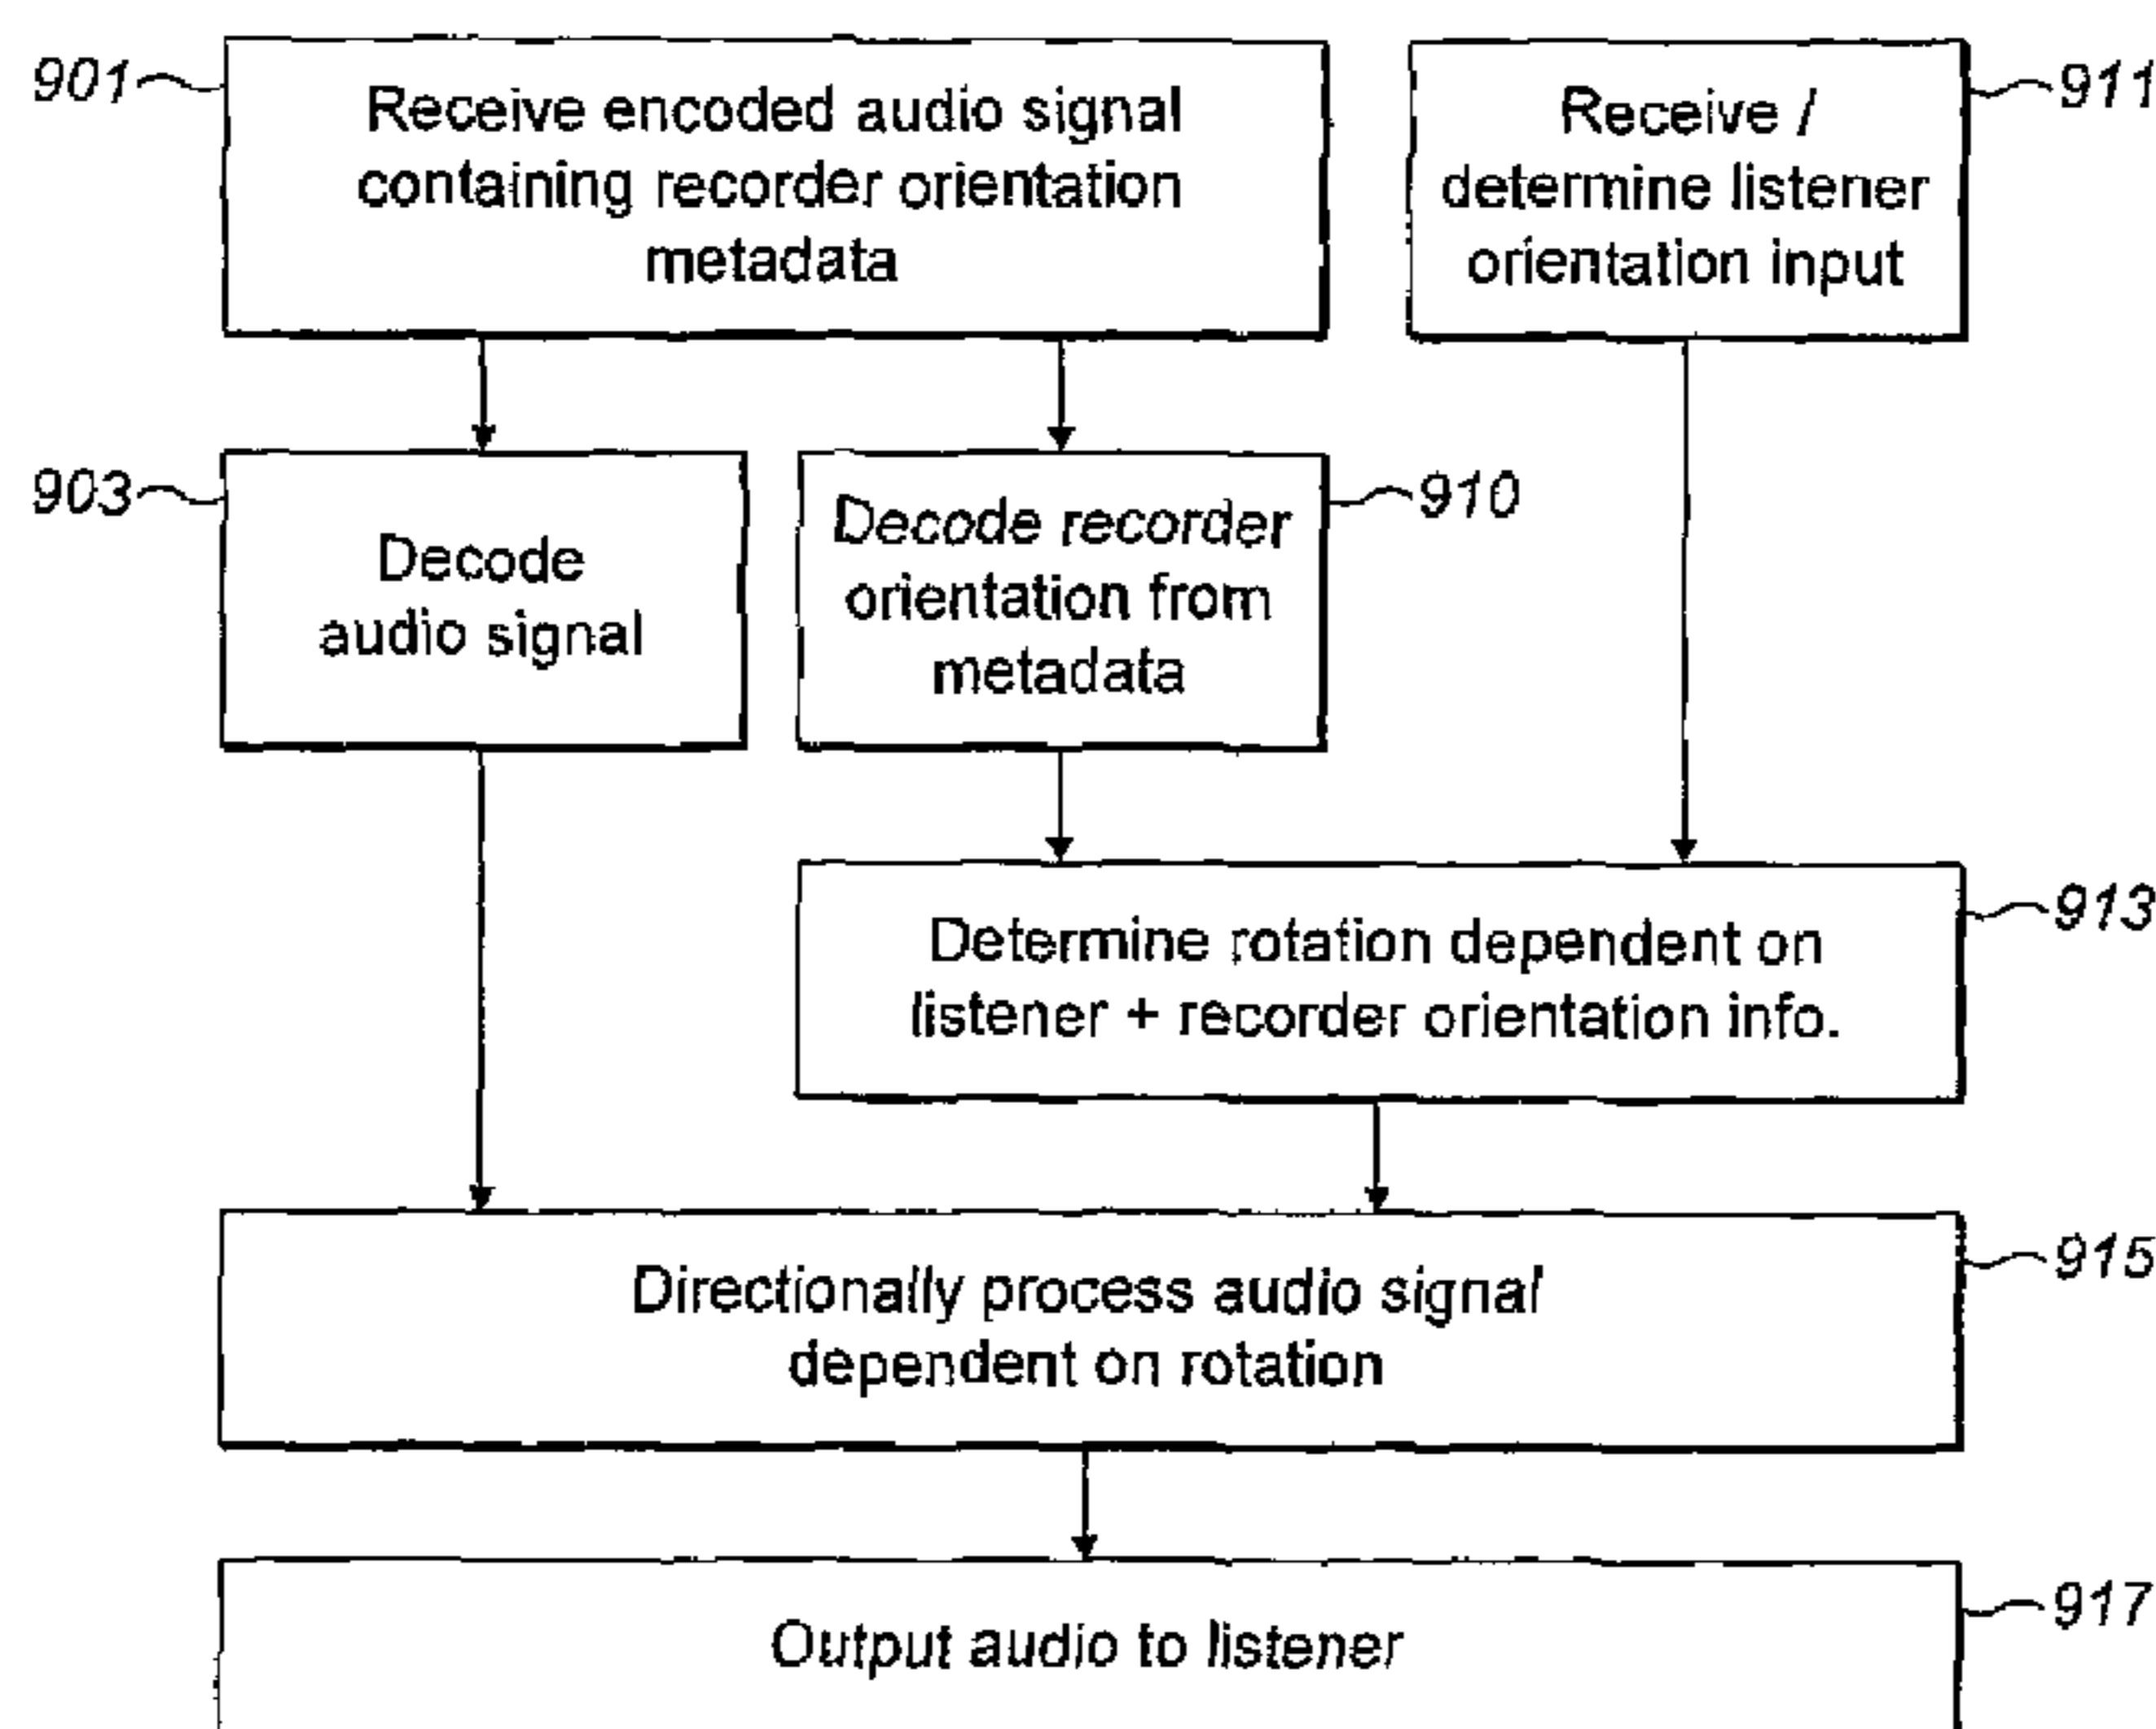 901
Receive encoded audio signal
containing recorder orientation
metadata
Receive /
determine listener
orientation input
911
903
Decode
audio signal
Decode recorder
orientation from
metadata
910
Determine rotation dependent on
listener + recorder orientation info.
913
Directionally process audio signal
dependent on rotation
915
Output audio to listener
917